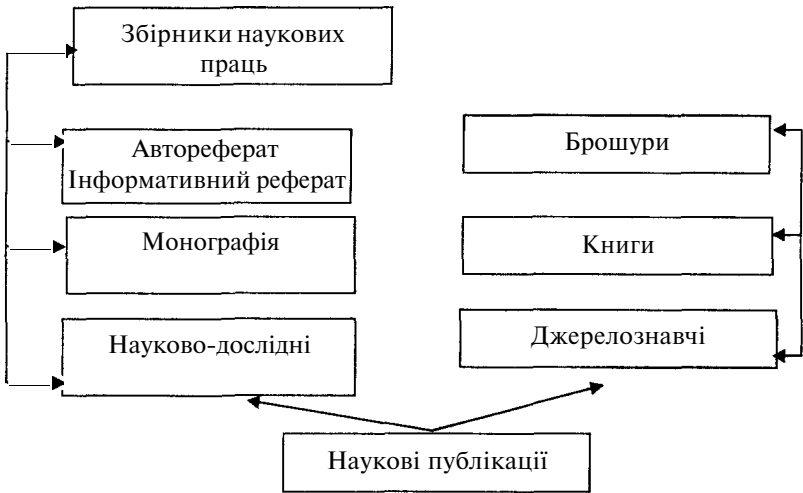 Збірники наукових
праць
Автореферат
Інформативний реферат
Монографія
Науково-дослідні
Брошури
Книги
Джерелознавчі
Наукові публікації